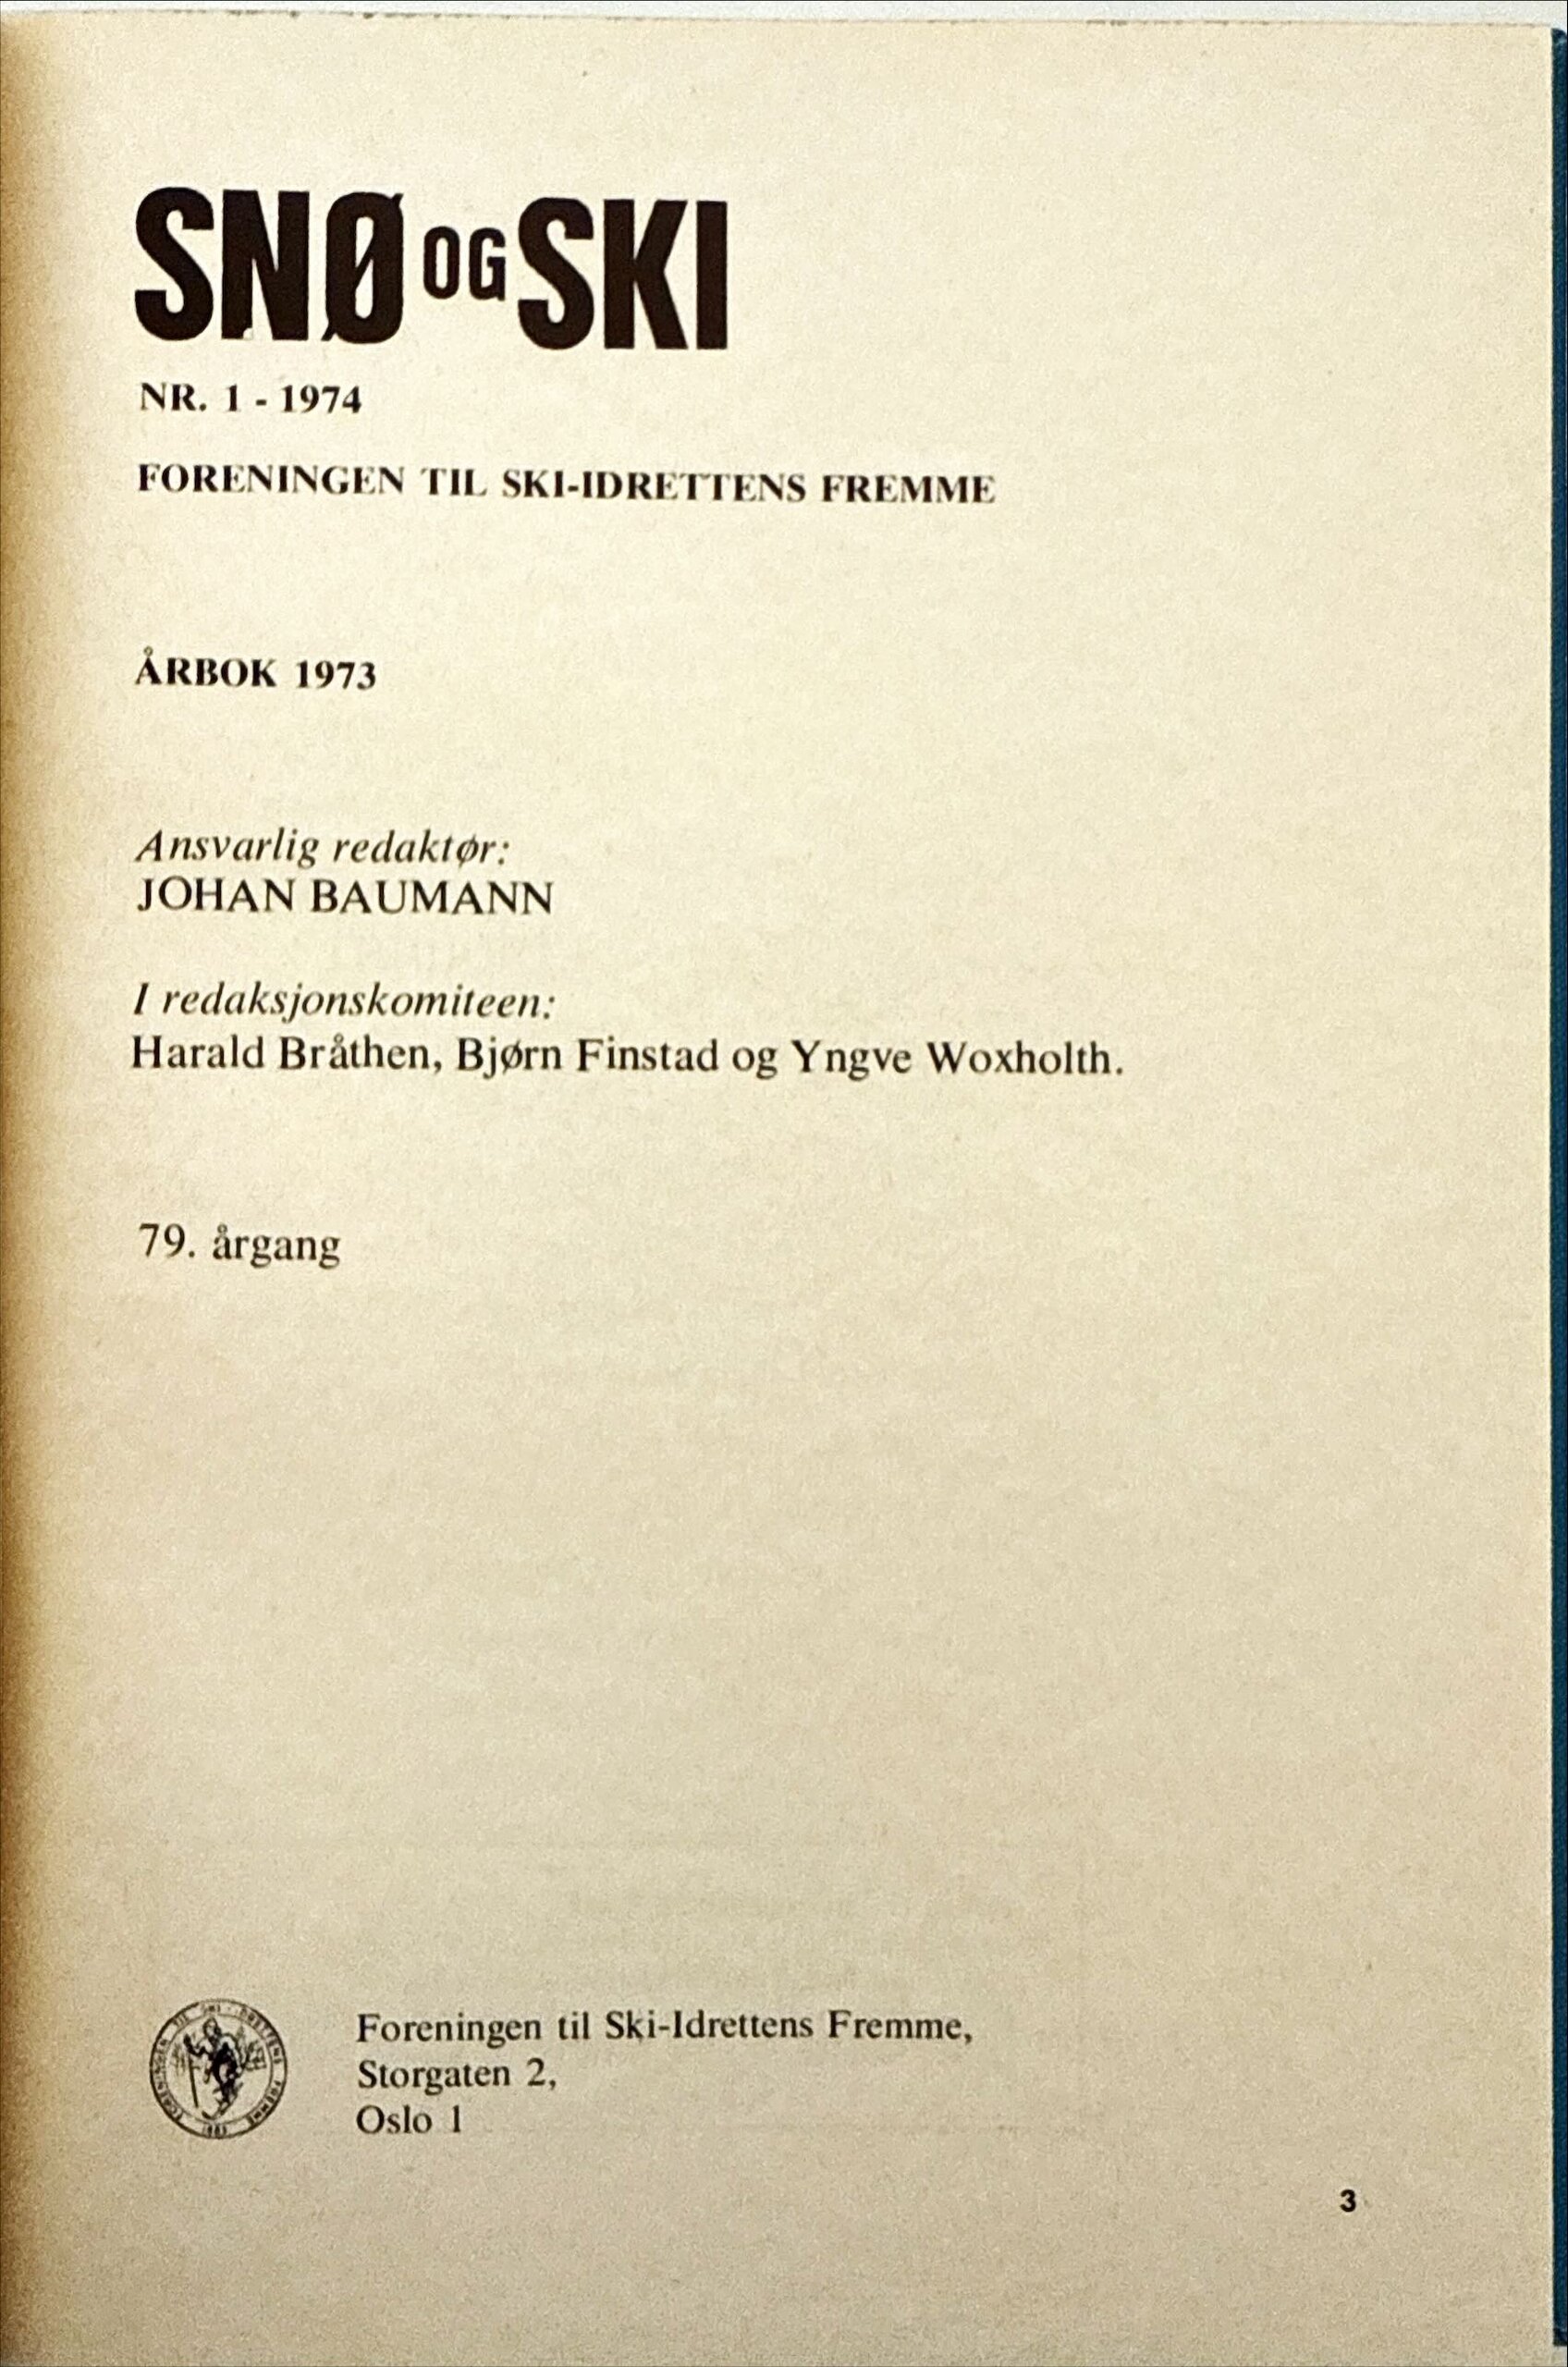 SNØ OG SKI
NR. 1 - 1974
FORENINGEN TIL SKI-IDRETTENS FREMME
ÅRBOK 1973
Ansvarlig redaktør:
JOHAN BAUMANN
I redaksjonskomiteen:
Harald Bråthen, Bjørn Finstad og Yngve Woxholth.
79. årgang
Foreningen til Ski-Idrettens Fremme,
Storgaten 2,
Oslo 1
3